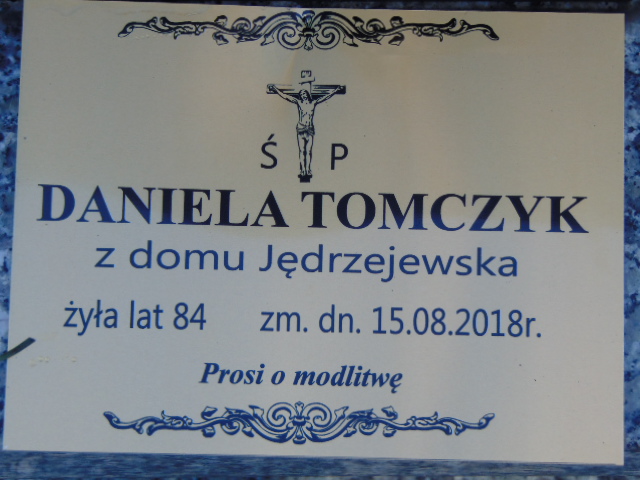 Ś P
DANIELA TOMCZYK
z domu Jędrzejewska
żyła lat 84 zm. dn. 15.08.2018r.
Prosi o modlitwę